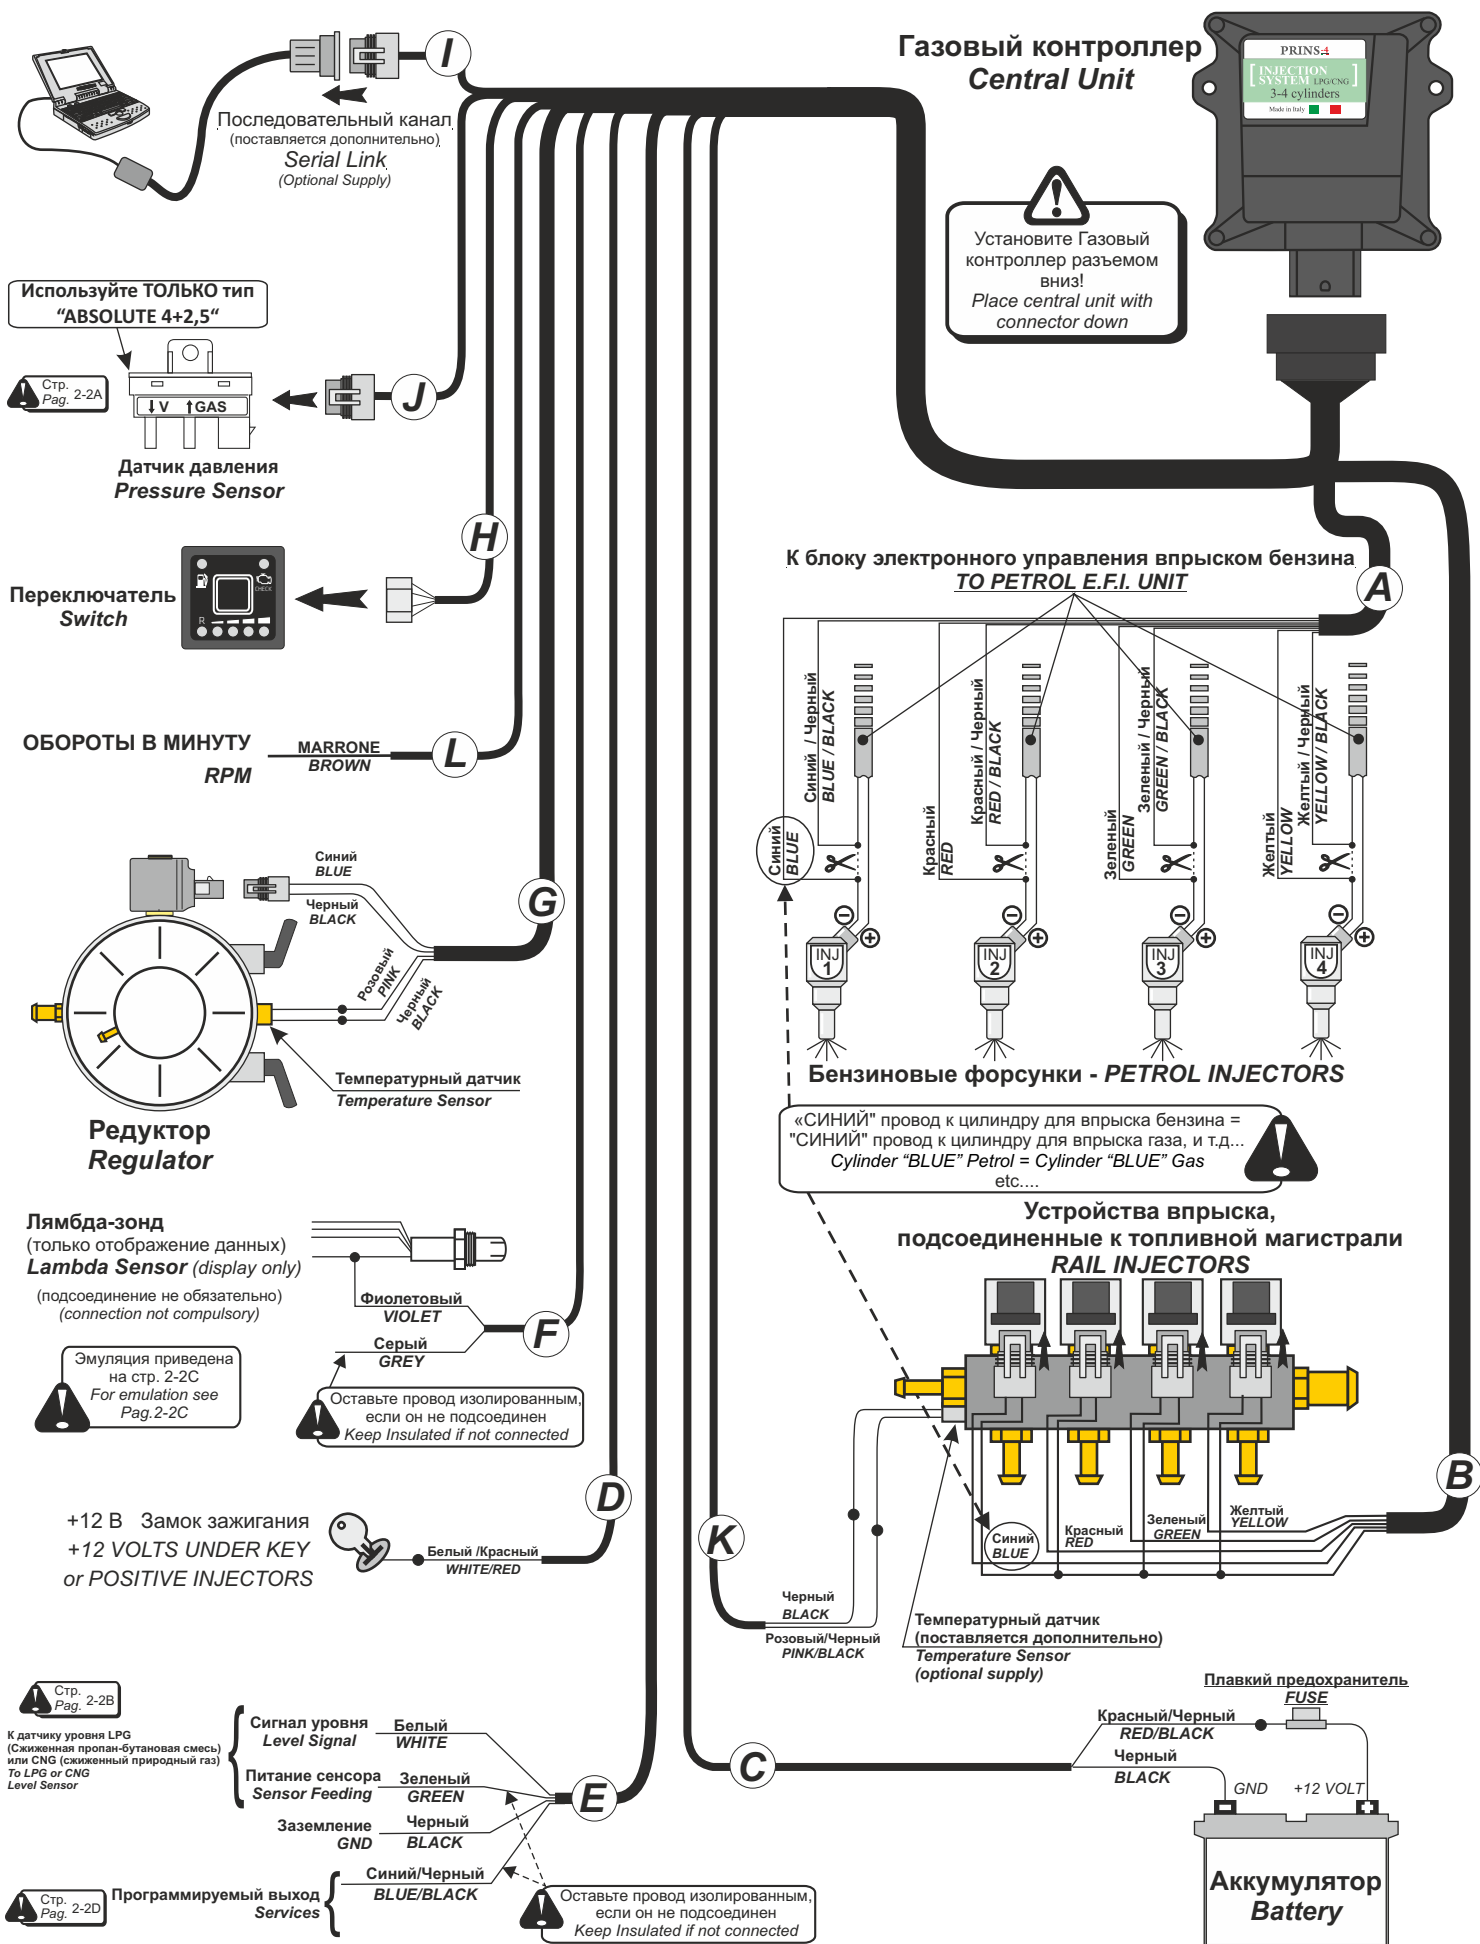 I
Последовательный канал
(поставляется дополнительно)
Serial Link
(Optional Supply)
Газовый контроллер
Central Unit
PRINS-4
INJECTION
SYSTEM LPG/CNG
3-4 cylinders
Made in Italy
Установите Газовый
контроллер разъемом
вниз!
Place central unit with
connector down
Используйте ТОЛЬКО тип
“ABSOLUTE 4+2,5“
Стр.
Pag. 2-2A
V GAS
J
Датчик давления
Pressure Sensor
H
Переключатель
Switch
CHECK
R
К блоку электронного управления впрыском бензина
TO PETROL E.F.I. UNIT
A
ОБОРОТЫ В МИНУТУ
RPM
MARRONE
BROWN
L
Синий / Черный
BLUE / BLACK
Красный / Черный
RED / BLACK
Зеленый / Черный
GREEN / BLACK
Желтый / Черный
YELLOW / BLACK
Синий
BLUE
Красный
RED
Зеленый
GREEN
Желтый
YELLOW
INJ
1
INJ
2
INJ
3
INJ
4
Бензиновые форсунки - PETROL INJECTORS
Синий
BLUE
Черный
BLACK
G
Розовый
PINK
Черный
BLACK
Температурный датчик
Temperature Sensor
Редуктор
Regulator
«СИНИЙ" провод к цилиндру для впрыска бензина =
"СИНИЙ" провод к цилиндру для впрыска газа, и т.д...
Cylinder “BLUE” Petrol = Cylinder “BLUE” Gas
etc....
Лямбда-зонд
(только отображение данных)
Lambda Sensor (display only)
(подсоединение не обязательно)
(connection not compulsory)
Фиолетовый
VIOLET
Серый
GREY
F
Эмуляция приведена
на стр. 2-2C
For emulation see
Pag.2-2C
Оставьте провод изолированным,
если он не подсоединен
Keep Insulated if not connected
Устройства впрыска,
подсоединенные к топливной магистрали
RAIL INJECTORS
B
Синий
BLUE
Красный
RED
Зеленый
GREEN
Желтый
YELLOW
D
+12 В Замок зажигания
+12 VOLTS UNDER KEY
or POSITIVE INJECTORS
Белый /Красный
WHITE/RED
K
Черный
BLACK
Розовый/Черный
PINK/BLACK
Температурный датчик
(поставляется дополнительно)
Temperature Sensor
(optional supply)
Стр.
Pag. 2-2B
К датчику уровня LPG
(Сжиженная пропан-бутановая смесь)
или CNG (сжиженный природный газ)
To LPG or CNG
Level Sensor
Сигнал уровня
Level Signal
Белый
WHITE
Питание сенсора
Sensor Feeding
Зеленый
GREEN
Заземление
GND
Черный
BLACK
E
Стр.
Pag. 2-2D
Программируемый выход
Services
Синий/Черный
BLUE/BLACK
Оставьте провод изолированным,
если он не подсоединен
Keep Insulated if not connected
C
Плавкий предохранитель
FUSE
Красный/Черный
RED/BLACK
Черный
BLACK
GND +12 VOLT
Аккумулятор
Battery